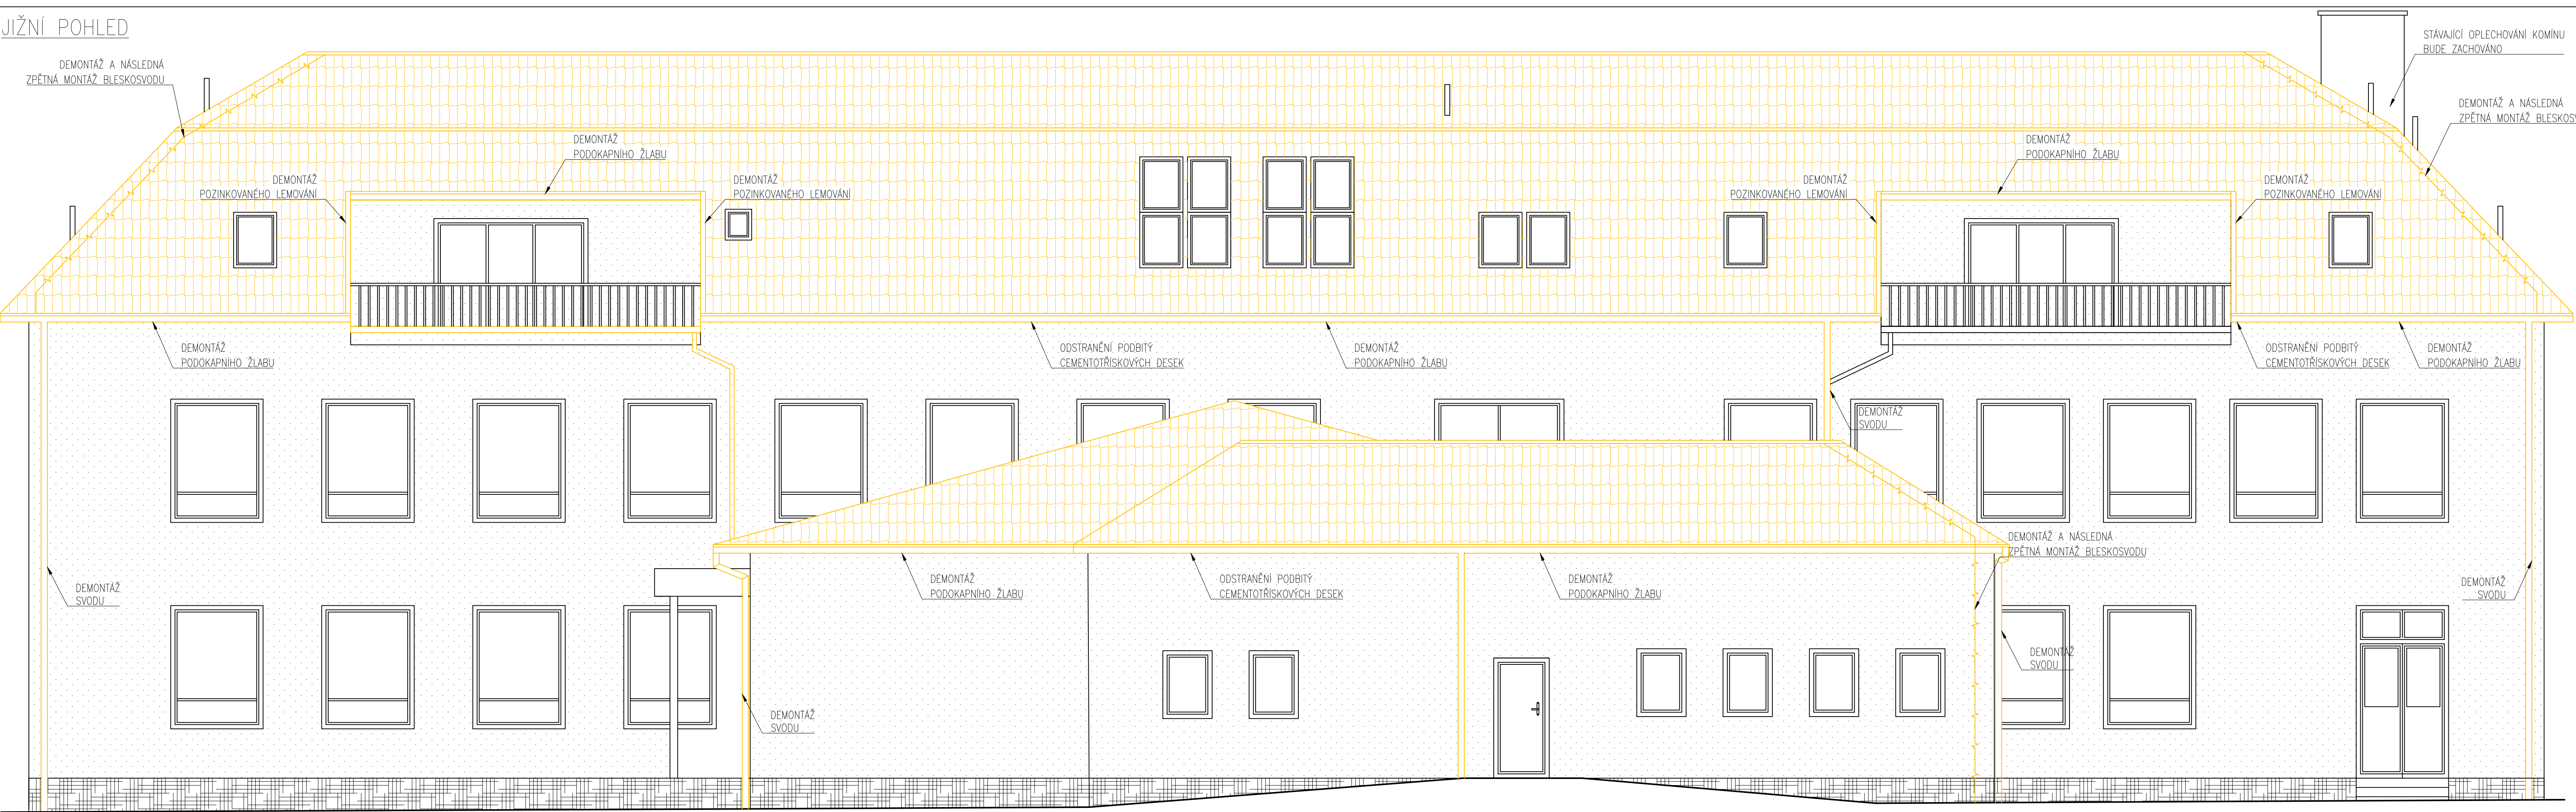 JIŽNÍ POHLED
DEMONTÁŽ A NÁSLEDNÁ
ZPĚTNÁ MONTÁŽ BLESKOSVODU
STÁVAJÍCÍ OPLECHOVÁNÍ KOMÍNU
BUDE ZACHOVÁNO
DEMONTÁŽ A NÁSLEDNÁ
ZPĚTNÁ MONTÁŽ BLESKOSV
DEMONTÁŽ
PODOKAPNÍHO ŽLABU
DEMONTÁŽ
PODOKAPNÍHO ŽLABU
DEMONTÁŽ
POZINKOVANÉHO LEMOVÁNÍ
DEMONTÁŽ
POZINKOVANÉHO LEMOVÁNÍ
DEMONTÁŽ
POZINKOVANÉHO LEMOVÁNÍ
DEMONTÁŽ
POZINKOVANÉHO LEMOVÁNÍ
DEMONTÁŽ
PODOKAPNÍHO ŽLABU
ODSTRANĚNÍ PODBITÝ
CEMENTOTŘÍSKOVÝCH DESEK
DEMONTÁŽ
PODOKAPNÍHO ŽLABU
ODSTRANĚNÍ PODBITÝ
CEMENTOTŘÍSKOVÝCH DESEK
DEMONTÁŽ
PODOKAPNÍHO ŽLABU
DEMONTÁŽ
SVODU
DEMONTÁŽ A NÁSLEDNÁ
ZPĚTNÁ MONTÁŽ BLESKOSVODU
DEMONTÁŽ
SVODU
DEMONTÁŽ
PODOKAPNÍHO ŽLABU
ODSTRANĚNÍ PODBITÝ
CEMENTOTŘÍSKOVÝCH DESEK
DEMONTÁŽ
PODOKAPNÍHO ŽLABU
DEMONTÁŽ
SVODU
DEMONTÁŽ
SVODU
DEMONTÁŽ
SVODU